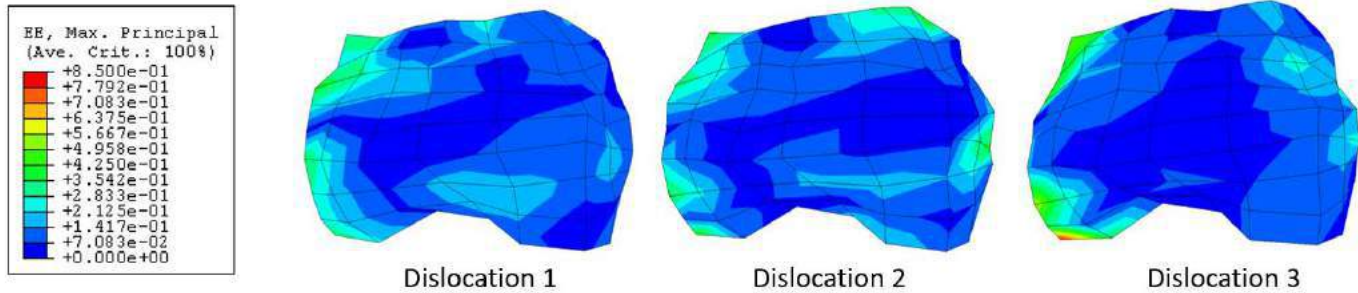 EE, Max. Principal
(Ave. Crit.: 100%)
+8.500e-01
+7.792e-01
+7.083e-01
+6.375e-01
+5.667e-01
+4.958e-01
+4.250e-01
+3.542e-01
+2.833e-01
+2.125e-01
+1.417e-01
+7.083e-02
+0.000e+00
Dislocation 1
Dislocation 2
Dislocation 3